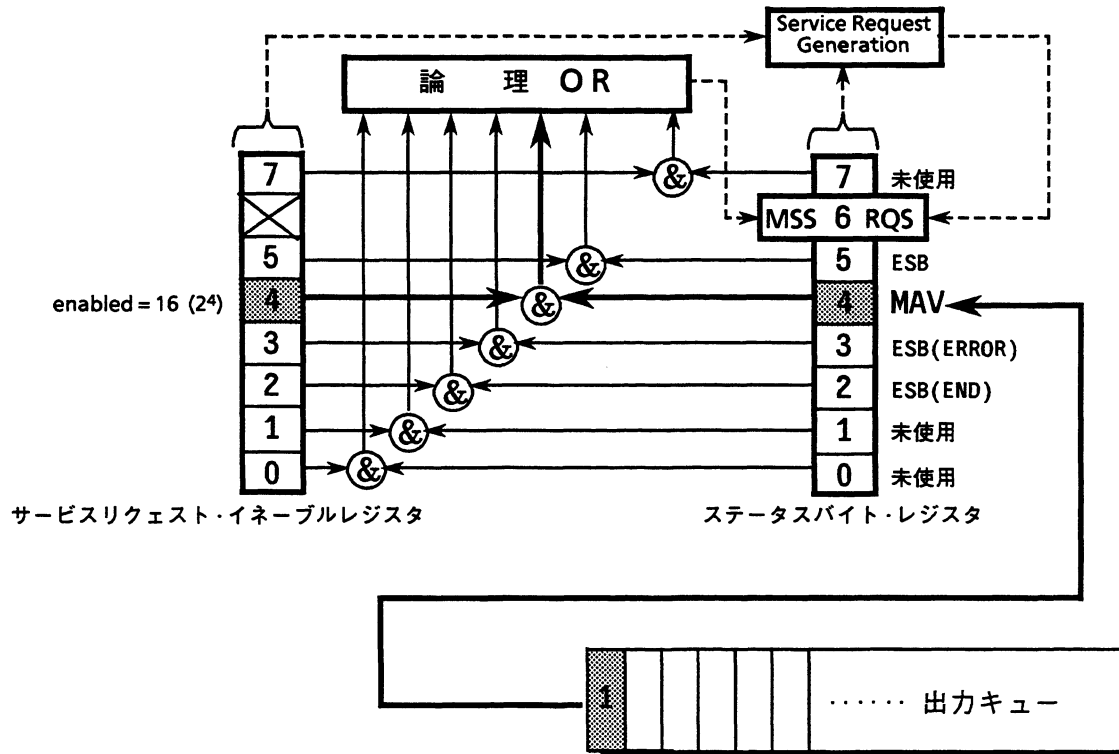 Service Request
Generation
論 理 OR
7
&
7 未使用
MSS 6 RQS
5
&
5 ESB
enabled = 16 (2⁴)
4
&
4 MAV
3
&
3 ESB(ERROR)
2
&
2 ESB(END)
1
&
1 未使用
0
&
0 未使用
サービスリクェスト・イネーブルレジスタ
ステータスバイト・レジスタ
1
…… 出力キュー